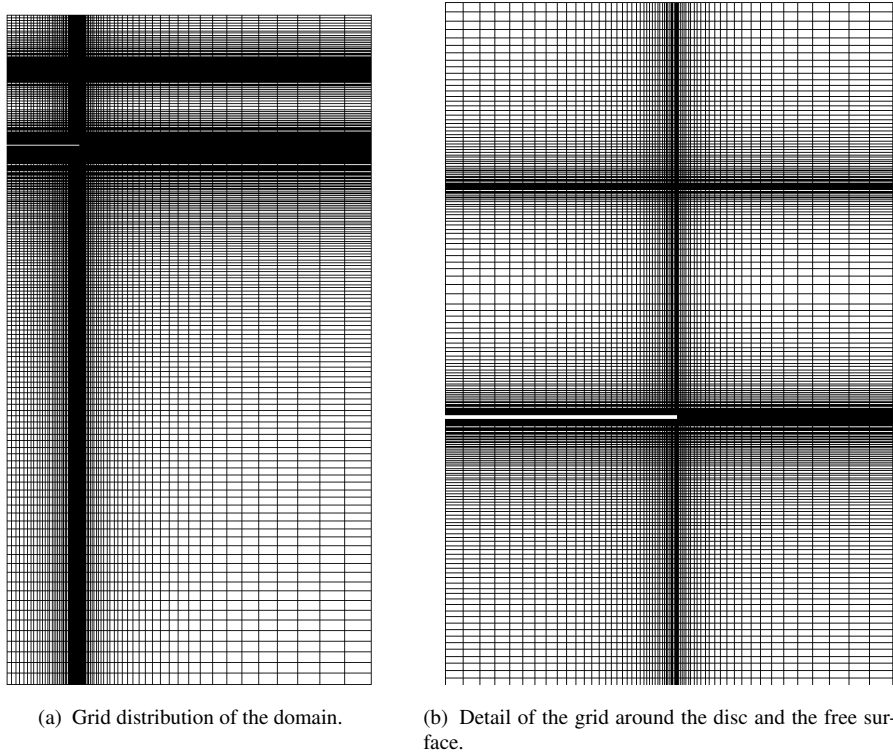 (a) Grid distribution of the domain.
(b) Detail of the grid around the disc and the free sur-
face.